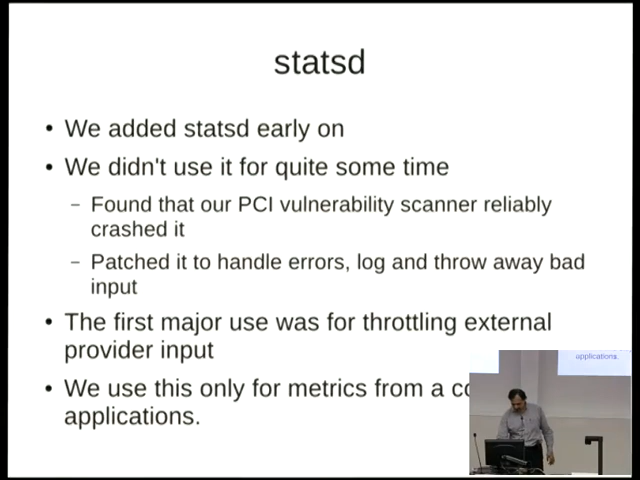 statsd
• We added statsd early on
• We didn't use it for quite some time
– Found that our PCI vulnerability scanner reliably
crashed it
– Patched it to handle errors, log and throw away bad
input
• The first major use was for throttling external
provider input
• We use this only for metrics from a
applications.
applications.